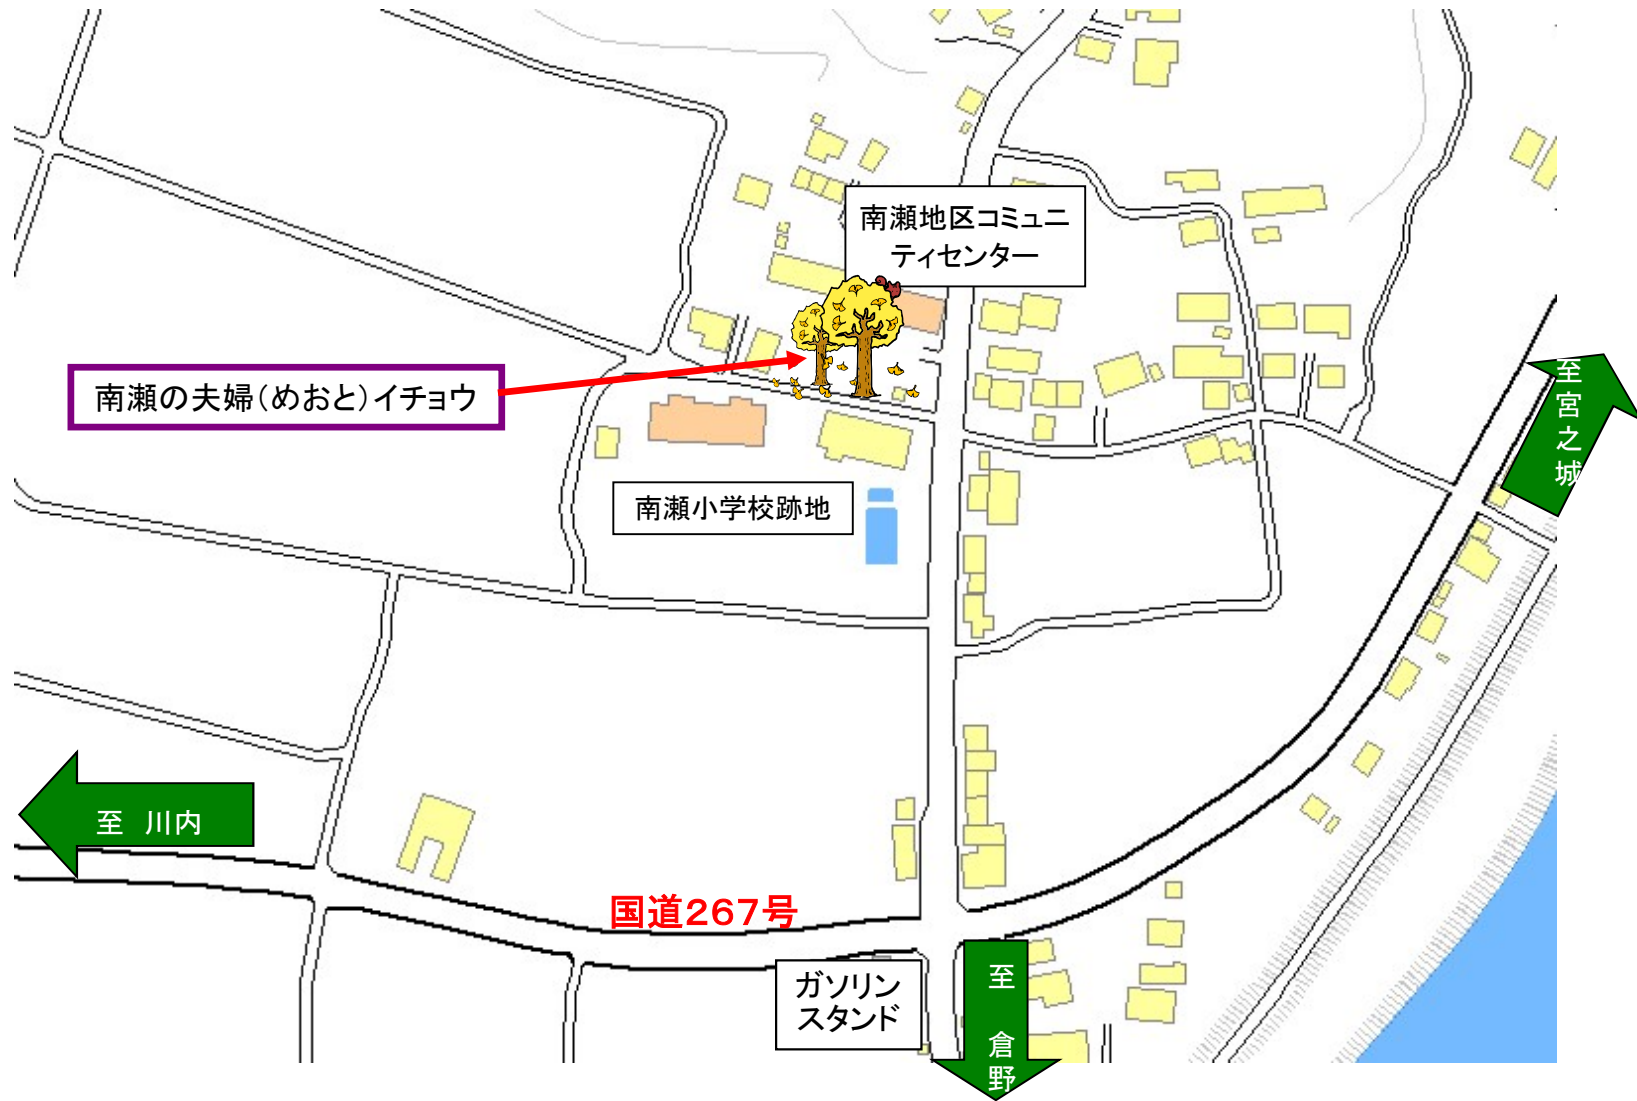 南瀬地区コミュニ
ティセンター
至宮之城
南瀬の夫婦(めおと)イチョウ
南瀬小学校跡地
至　川内
国道267号
ガソリン
スタンド
至　倉野